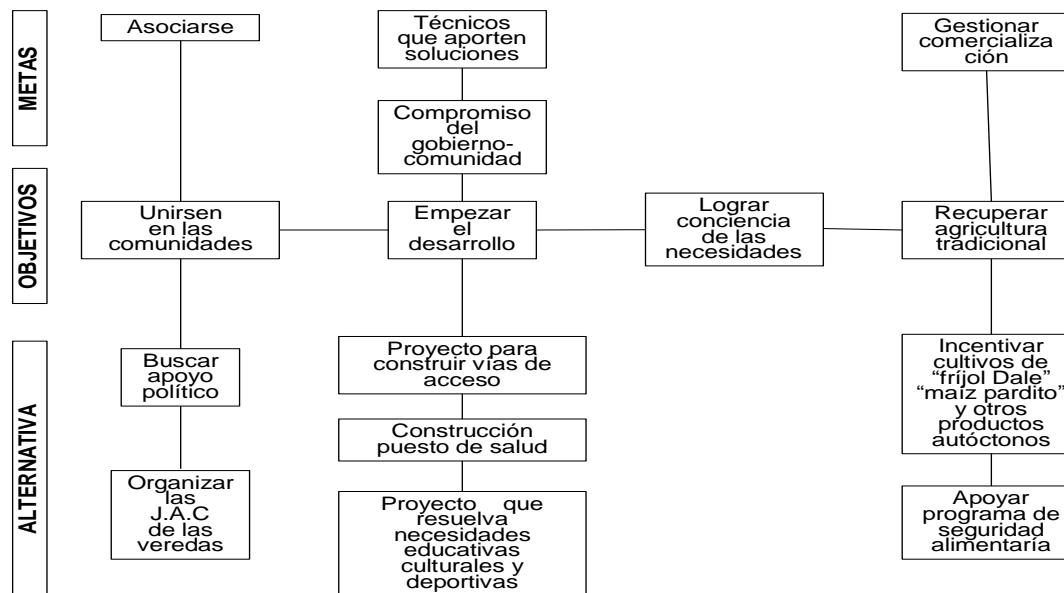 METAS
Asociarse
Técnicos
que aporten
soluciones
Gestionar
comercializa
ción
Compromiso
del
gobierno-
comunidad
OBJETIVOS
Unirsen
en las
comunidades
Empezar
el
desarrollo
Lograr
conciencia
de las
necesidades
Recuperar
agricultura
tradicional
ALTERNATIVA
Buscar
apoyo
político
Organizar
las
J.A.C
de las
veredas
Proyecto para
construir vías de
acceso
Construcción
puesto de salud
Proyecto que
resuelva
necesidades
educativas
culturales y
deportivas
Incentivar
cultivos de
“fríjol Dale”
“maíz pardito”
y otros
productos
autóctonos
Apoyar
programa de
seguridad
alimentaría